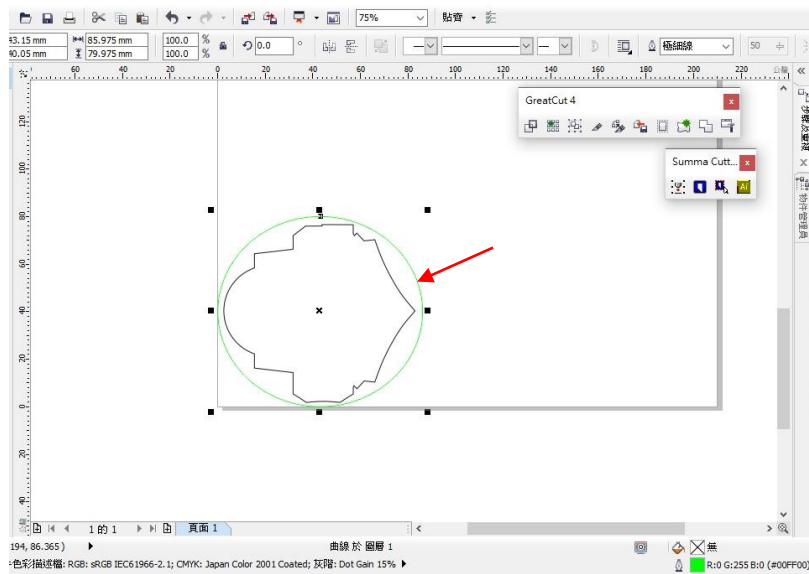 75%
貼齊
43.15 mm
40.05 mm
85.975 mm
79.975 mm
100.0 %
100.0 %
0.0 °
極細線
50
60 40 20 0 20 40 60 80 100 120 140 160 180 200 220 公釐
GreatCut 4
Summa Cutt...
物件管理員
120
100
80
60
40
20
0
20
40
1 的 1
頁面 1
194, 86.365 )
曲線 於 圖層 1
無
色彩描述檔: RGB: sRGB IEC61966-2.1; CMYK: Japan Color 2001 Coated; 灰階: Dot Gain 15%
R:0 G:255 B:0 (#00FF00